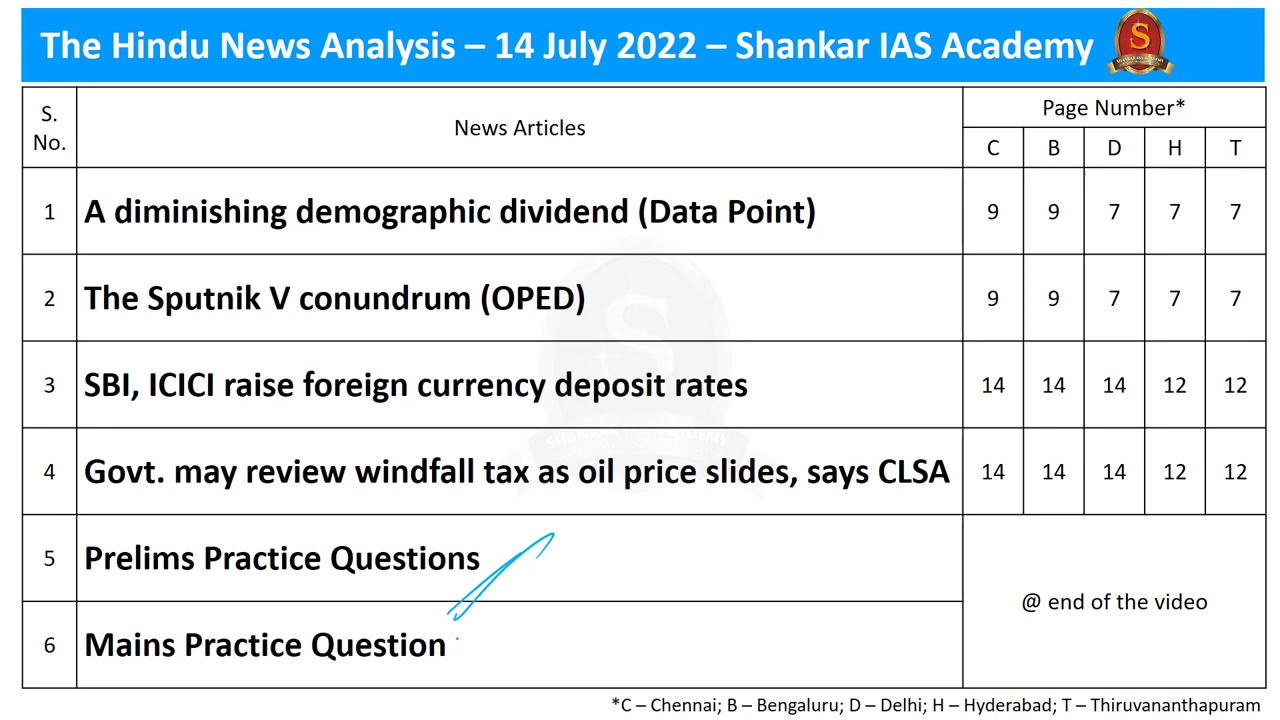 The Hindu News Analysis – 14 July 2022 – Shankar IAS Academy
S
S. No.
News Articles
Page Number*
C B D H T
1 A diminishing demographic dividend (Data Point) 9 9 7 7 7
2 The Sputnik V conundrum (OPED) 9 9 7 7 7
3 SBI, ICICI raise foreign currency deposit rates 14 14 14 12 12
4 Govt. may review windfall tax as oil price slides, says CLSA 14 14 14 12 12
5 Prelims Practice Questions
@ end of the video
6 Mains Practice Question
*C – Chennai; B – Bengaluru; D – Delhi; H – Hyderabad; T – Thiruvananthapuram